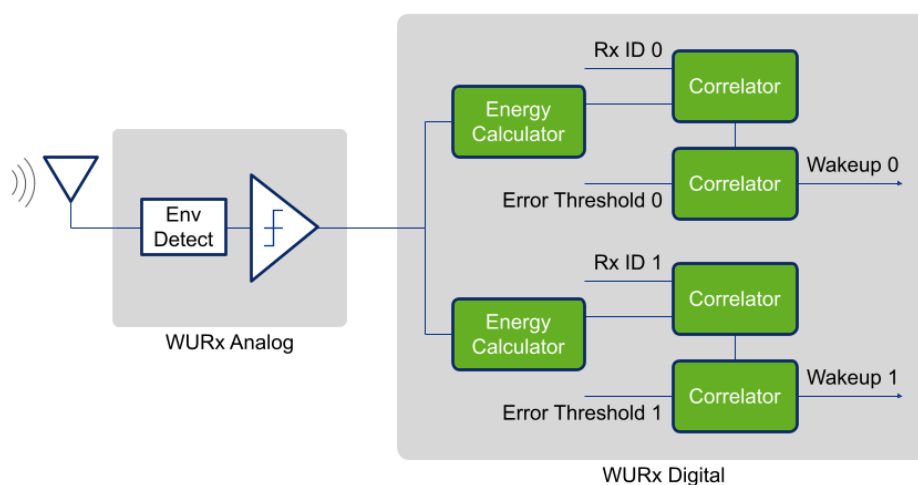 Rx ID 0
Correlator
Energy
Calculator
Correlator
Wakeup 0
Error Threshold 0
Env
Detect
WURx Analog
Rx ID 1
Correlator
Energy
Calculator
Correlator
Wakeup 1
Error Threshold 1
WURx Digital